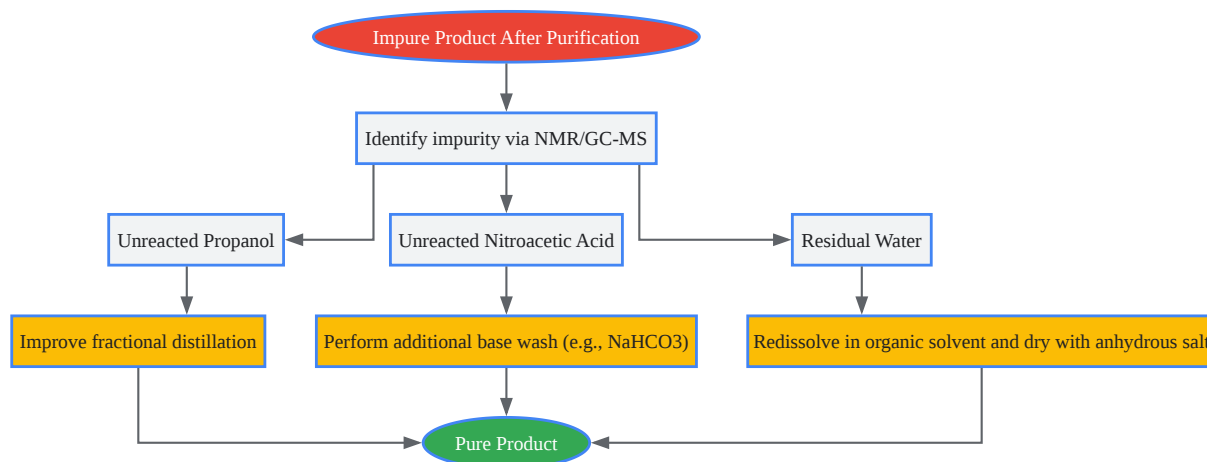 Impure Product After Purification
Identify impurity via NMR/GC-MS
Unreacted Propanol
Unreacted Nitroacetic Acid
Residual Water
Improve fractional distillation
Perform additional base wash (e.g., NaHCO3)
Redissolve in organic solvent and dry with anhydrous salt
Pure Product